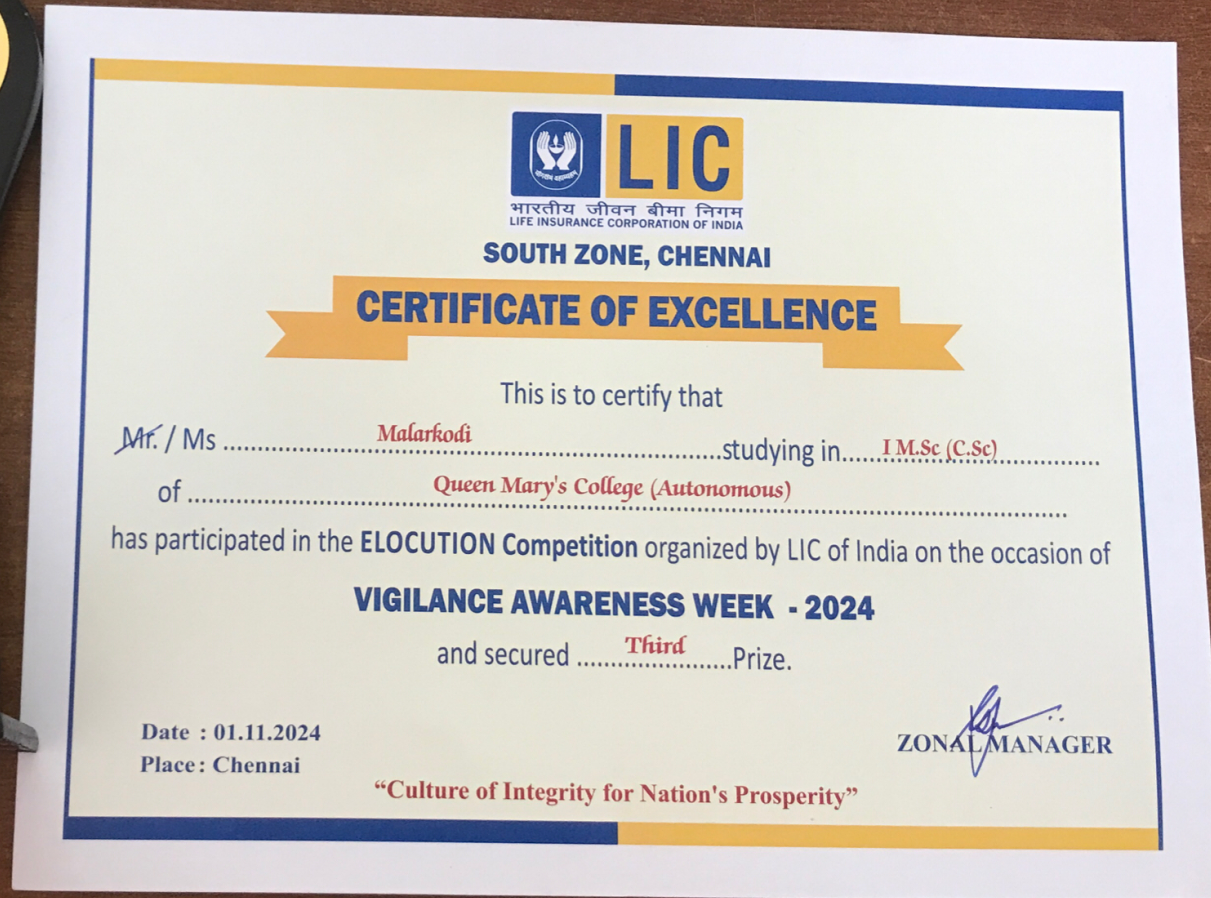 LIC
भारतीय जीवन बीमा निगम
LIFE INSURANCE CORPORATION OF INDIA
SOUTH ZONE, CHENNAI
CERTIFICATE OF EXCELLENCE
This is to certify that
Mr. / Ms ........ Malarkodi ........ studying in ........ I M.Sc (C.Sc) ........
of ........ Queen Mary's College (Autonomous) ........
has participated in the ELOCUTION Competition organized by LIC of India on the occasion of
VIGILANCE AWARENESS WEEK - 2024
and secured ........ Third ........ Prize.
Date : 01.11.2024
Place : Chennai
ZONAL MANAGER
“Culture of Integrity for Nation's Prosperity”